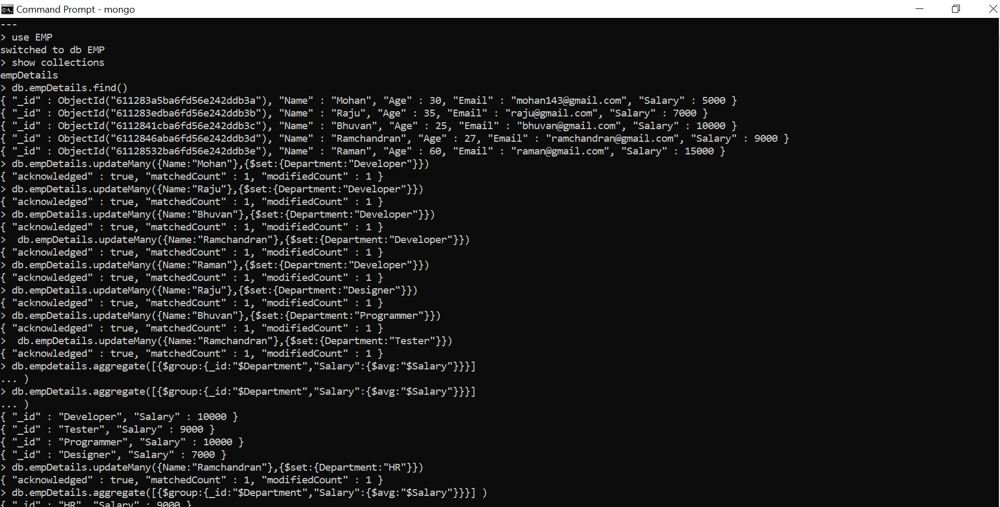 Command Prompt - mongo
---
> use EMP
switched to db EMP
> show collections
empDetails
> db.empDetails.find()
{ "_id" : ObjectId("611283a5ba6fd56e242ddb3a"), "Name" : "Mohan", "Age" : 30, "Email" : "mohan143@gmail.com", "Salary" : 5000 }
{ "_id" : ObjectId("611283edba6fd56e242ddb3b"), "Name" : "Raju", "Age" : 35, "Email" : "raju@gmail.com", "Salary" : 7000 }
{ "_id" : ObjectId("6112841cba6fd56e242ddb3c"), "Name" : "Bhuvan", "Age" : 25, "Email" : "bhuvan@gmail.com", "Salary" : 10000 }
{ "_id" : ObjectId("6112846aba6fd56e242ddb3d"), "Name" : "Ramchandran", "Age" : 27, "Email" : "ramchandran@gmail.com", "Salary" : 9000 }
{ "_id" : ObjectId("61128532ba6fd56e242ddb3e"), "Name" : "Raman", "Age" : 60, "Email" : "raman@gmail.com", "Salary" : 15000 }
> db.empDetails.updateMany({Name:"Mohan"},{$set:{Department:"Developer"}})
{ "acknowledged" : true, "matchedCount" : 1, "modifiedCount" : 1 }
> db.empDetails.updateMany({Name:"Raju"},{$set:{Department:"Developer"}})
{ "acknowledged" : true, "matchedCount" : 1, "modifiedCount" : 1 }
> db.empDetails.updateMany({Name:"Bhuvan"},{$set:{Department:"Developer"}})
{ "acknowledged" : true, "matchedCount" : 1, "modifiedCount" : 1 }
>  db.empDetails.updateMany({Name:"Ramchandran"},{$set:{Department:"Developer"}})
{ "acknowledged" : true, "matchedCount" : 1, "modifiedCount" : 1 }
> db.empDetails.updateMany({Name:"Raman"},{$set:{Department:"Developer"}})
{ "acknowledged" : true, "matchedCount" : 1, "modifiedCount" : 1 }
> db.empDetails.updateMany({Name:"Raju"},{$set:{Department:"Designer"}})
{ "acknowledged" : true, "matchedCount" : 1, "modifiedCount" : 1 }
> db.empDetails.updateMany({Name:"Bhuvan"},{$set:{Department:"Programmer"}})
{ "acknowledged" : true, "matchedCount" : 1, "modifiedCount" : 1 }
>  db.empDetails.updateMany({Name:"Ramchandran"},{$set:{Department:"Tester"}})
{ "acknowledged" : true, "matchedCount" : 1, "modifiedCount" : 1 }
> db.empdetails.aggregate([{$group:{_id:"$Department","Salary":{$avg:"$Salary"}}}]
... )
> db.empDetails.aggregate([{$group:{_id:"$Department","Salary":{$avg:"$Salary"}}}]
... )
{ "_id" : "Developer", "Salary" : 10000 }
{ "_id" : "Tester", "Salary" : 9000 }
{ "_id" : "Programmer", "Salary" : 10000 }
{ "_id" : "Designer", "Salary" : 7000 }
> db.empDetails.updateMany({Name:"Ramchandran"},{$set:{Department:"HR"}})
{ "acknowledged" : true, "matchedCount" : 1, "modifiedCount" : 1 }
> db.empDetails.aggregate([{$group:{_id:"$Department","Salary":{$avg:"$Salary"}}}] )
{ "_id" : "HR", "Salary" : 9000 }